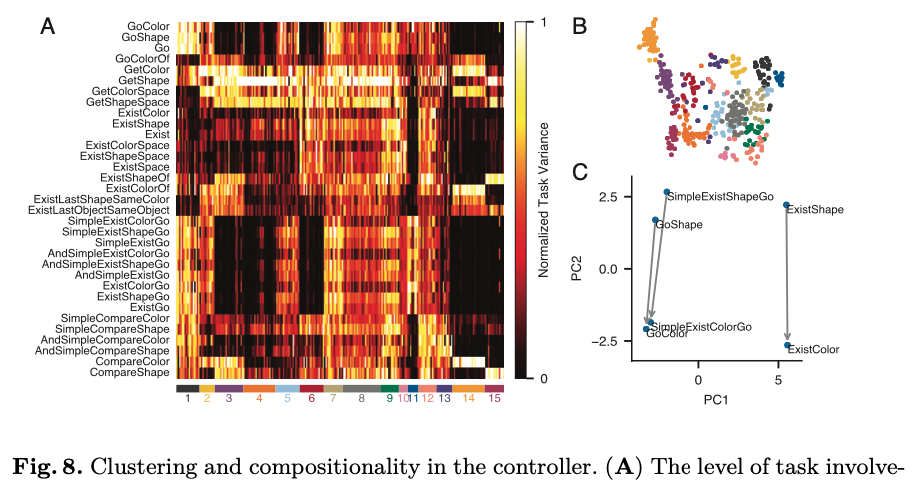 A
GoColor
GoShape
Go
GoColorOf
GetColor
GetShape
GetColorSpace
GetShapeSpace
ExistColor
ExistShape
Exist
ExistColorSpace
ExistShapeSpace
ExistSpace
ExistShapeOf
ExistColorOf
ExistLastShapeSameColor
ExistLastObjectSameObject
SimpleExistColorGo
SimpleExistShapeGo
SimpleExistGo
AndSimpleExistColorGo
AndSimpleExistShapeGo
AndSimpleExistGo
ExistColorGo
ExistShapeGo
ExistGo
SimpleCompareColor
SimpleCompareShape
AndSimpleCompareColor
AndSimpleCompareShape
CompareColor
CompareShape
1 2 3 4 5 6 7 8 9 10 11 12 13 14 15
1
Normalized Task Variance
0
B
C
2.5
0.0
−2.5
PC2
SimpleExistShapeGo
ExistShape
GoShape
SimpleExistColorGo
GoColor
ExistColor
0 5
PC1
Fig. 8. Clustering and compositionality in the controller. (A) The level of task involve-